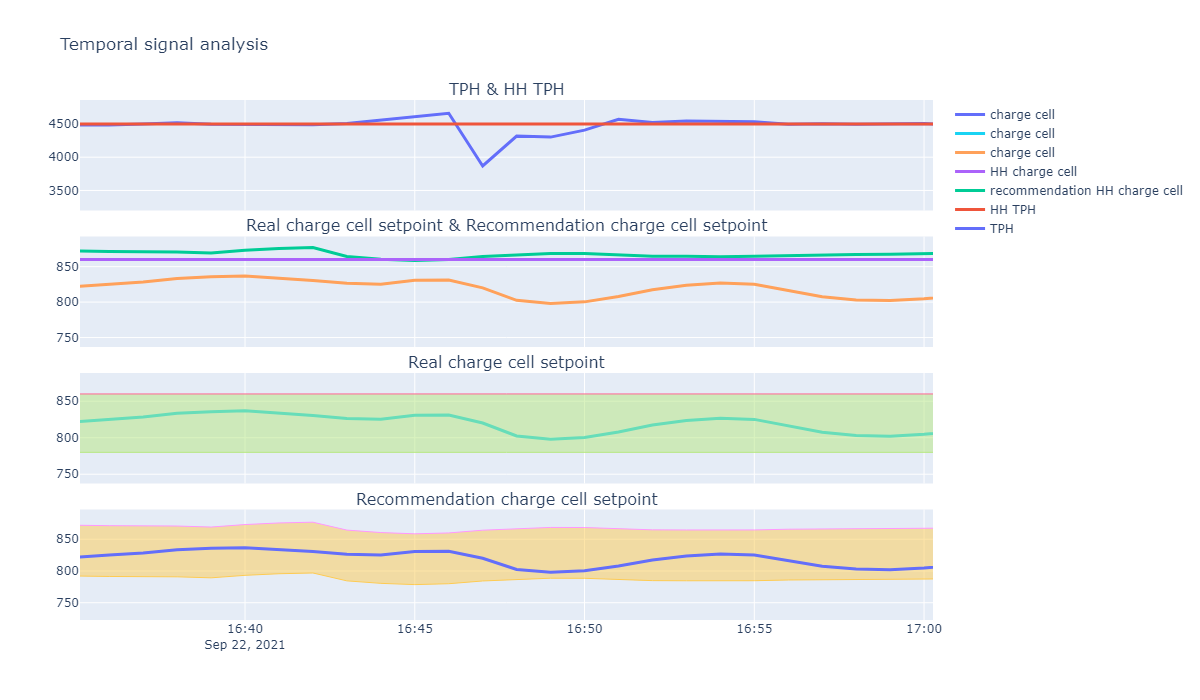 Temporal signal analysis
TPH & HH TPH
4500
4000
3500
Real charge cell setpoint & Recommendation charge cell setpoint
850
800
750
Real charge cell setpoint
850
800
750
Recommendation charge cell setpoint
850
800
750
16:40 16:45 16:50 16:55 17:00
Sep 22, 2021
charge cell
charge cell
charge cell
HH charge cell
recommendation HH charge cell
HH TPH
TPH